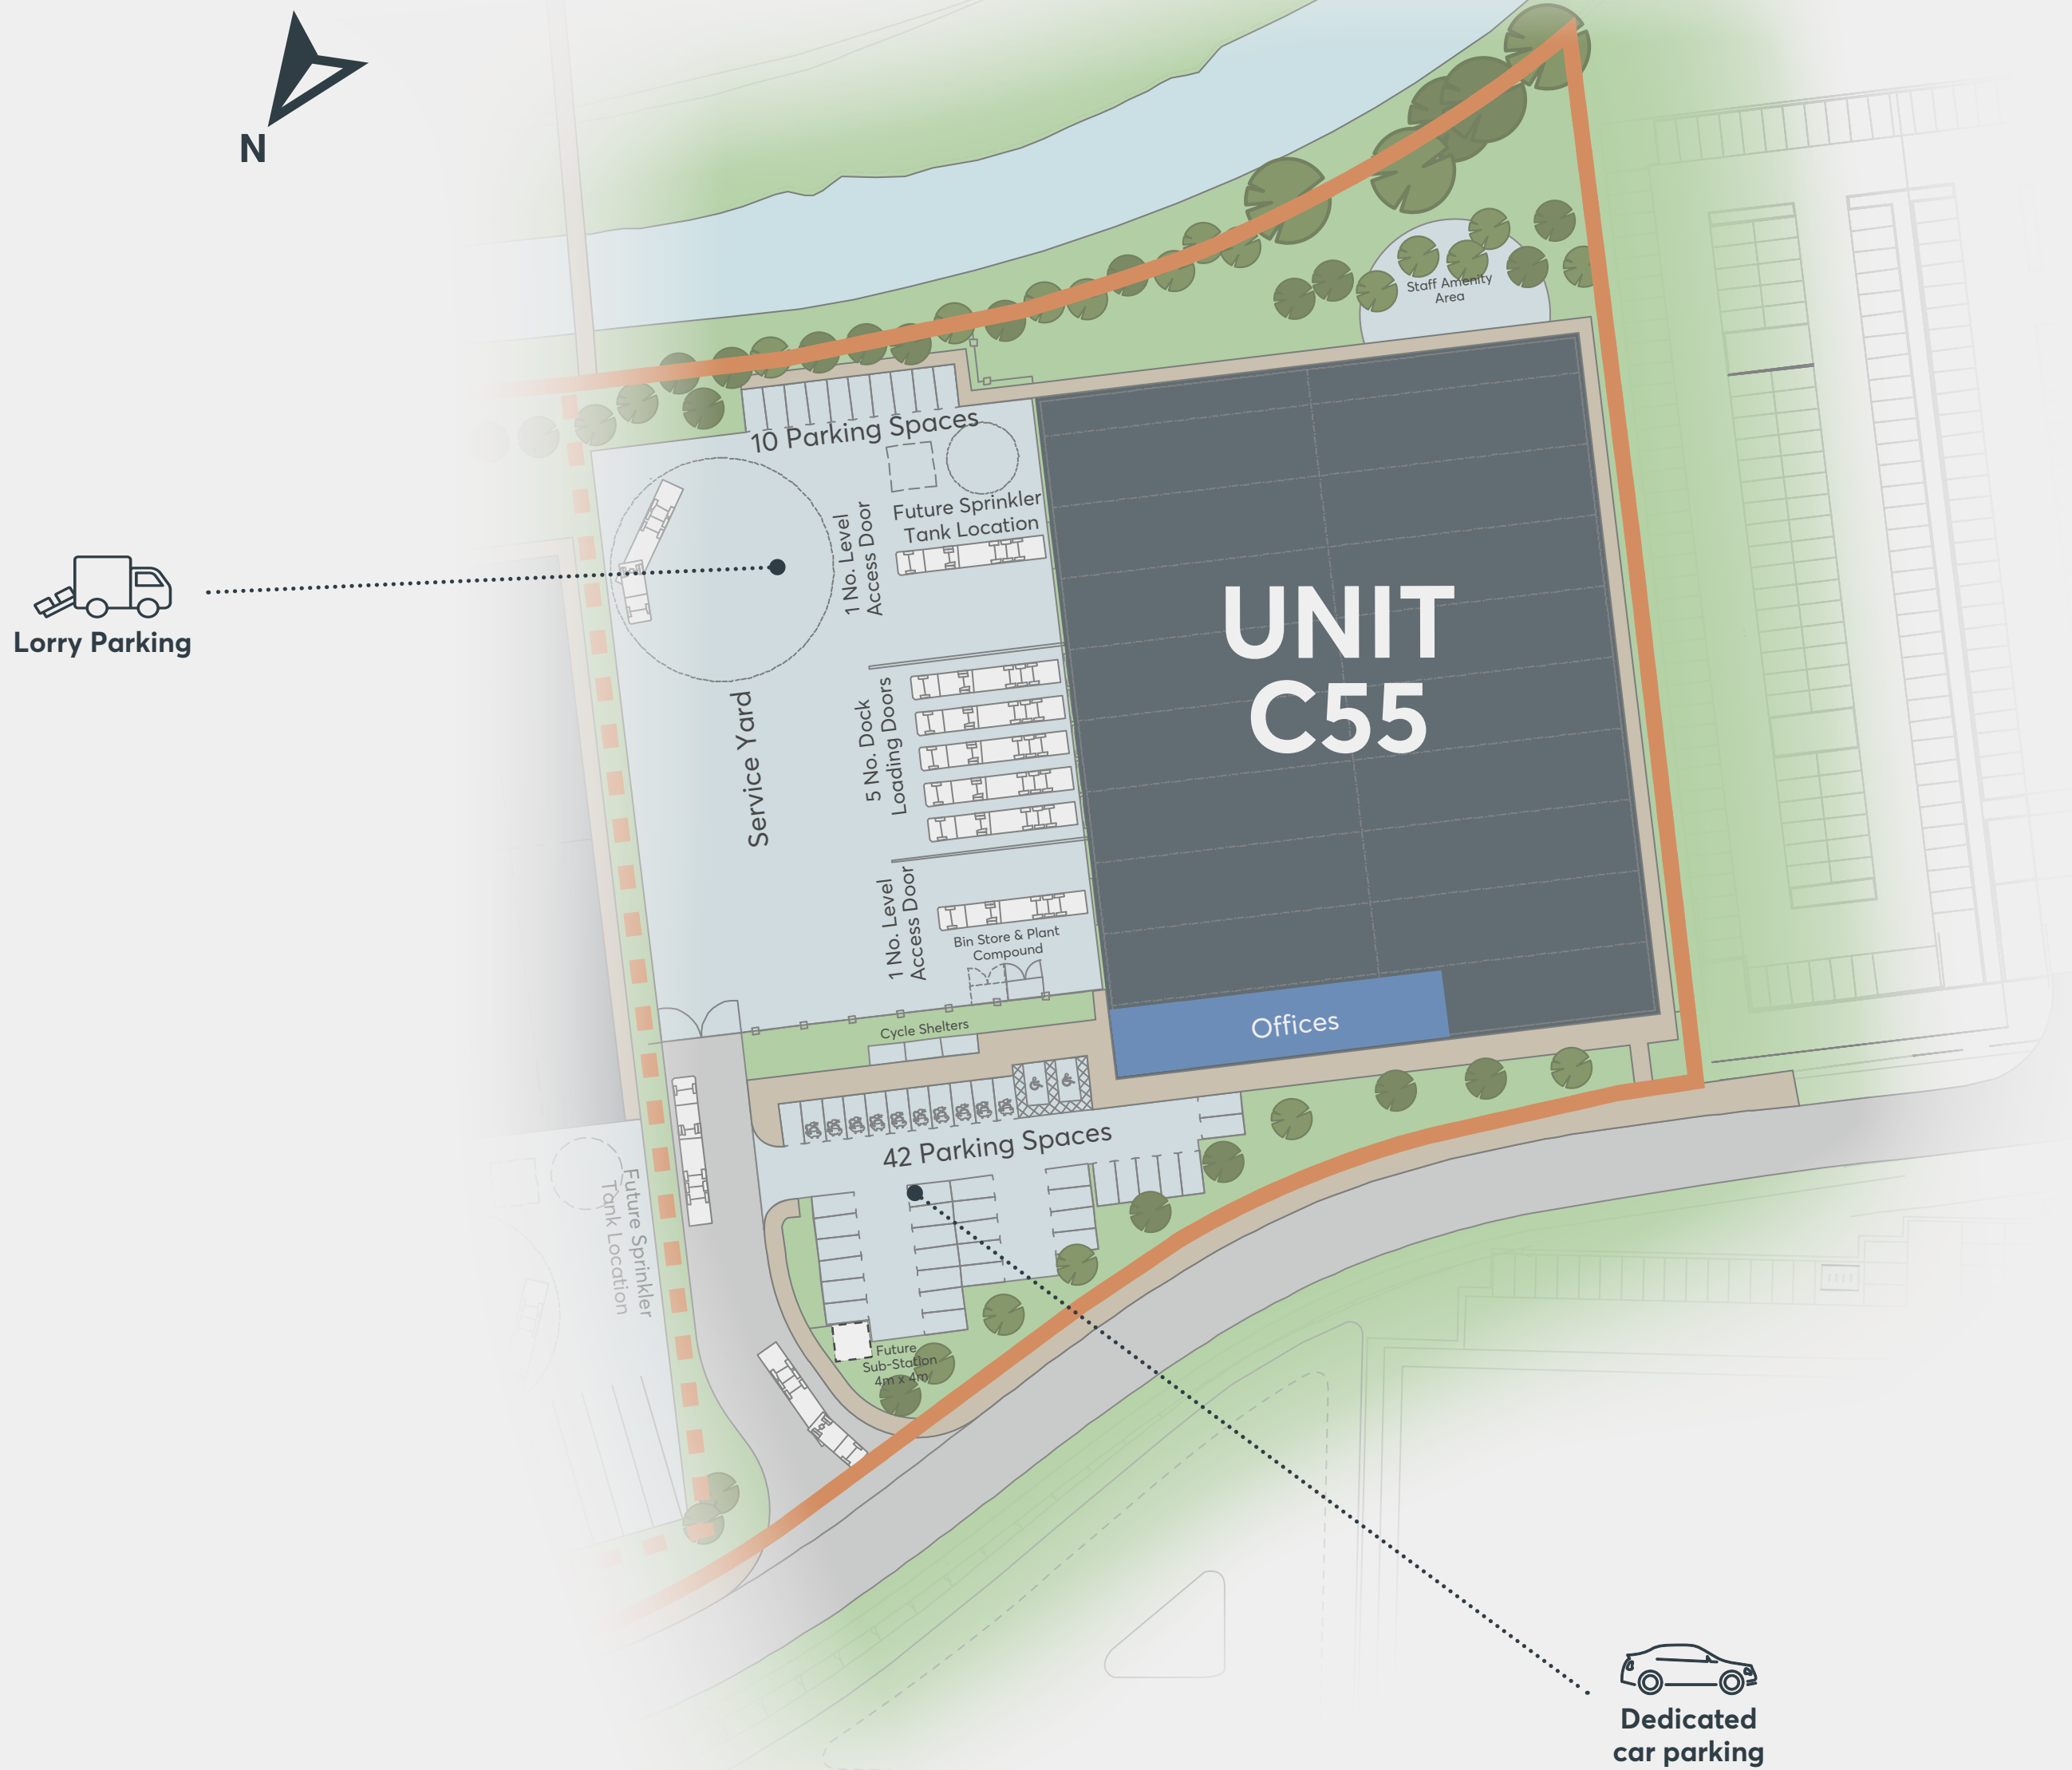 N
Staff Amenity
Area
10 Parking Spaces
Future Sprinkler
Tank Location
1 No. Level
Access Door
Lorry Parking
UNIT
C55
5 No. Dock
Loading Doors
Service Yard
1 No. Level
Access Door
Bin Store & Plant
Compound
Offices
Cycle Shelters
42 Parking Spaces
Future Sprinkler
Tank Location
Future
Sub-Station
4m x 4m
Dedicated
car parking